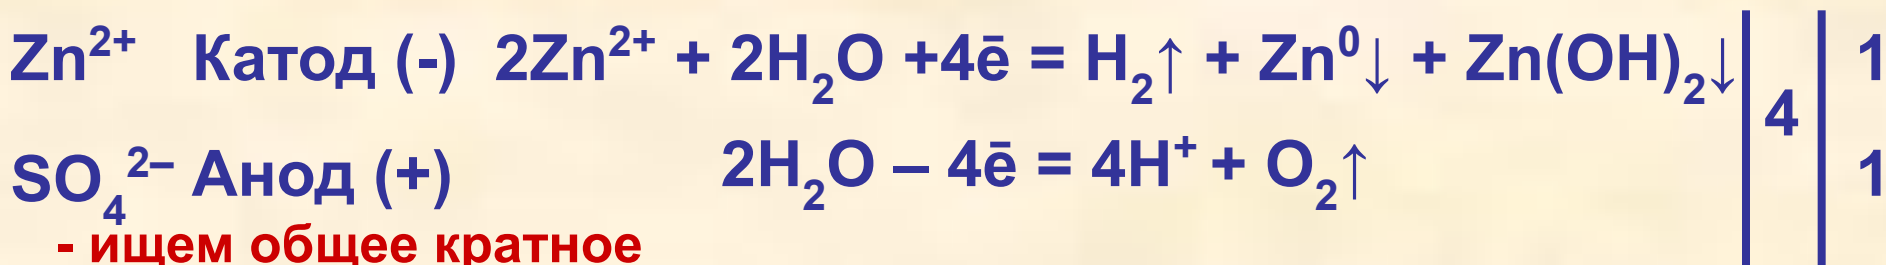 Zn²⁺ Катод (-) 2Zn²⁺ + 2H₂O +4ē = H₂↑ + Zn⁰↓ + Zn(OH)₂↓ 1
4
SO₄²⁻ Анод (+) 2H₂O – 4ē = 4H⁺ + O₂↑ 1
- ищем общее кратное